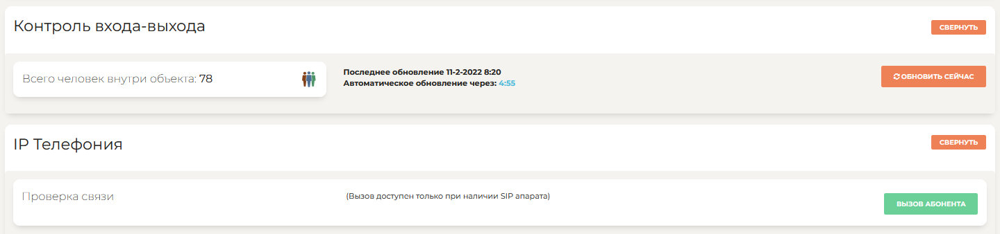 Контроль входа-выхода
СВЕРНУТЬ
Всего человек внутри обьекта: 78
Последнее обновление 11-2-2022 8:20
Автоматическое обновление через: 4:55
ОБНОВИТЬ СЕЙЧАС
IP Телефония
СВЕРНУТЬ
Проверка связи
(Вызов доступен только при наличии SIP апарата)
ВЫЗОВ АБОНЕНТА